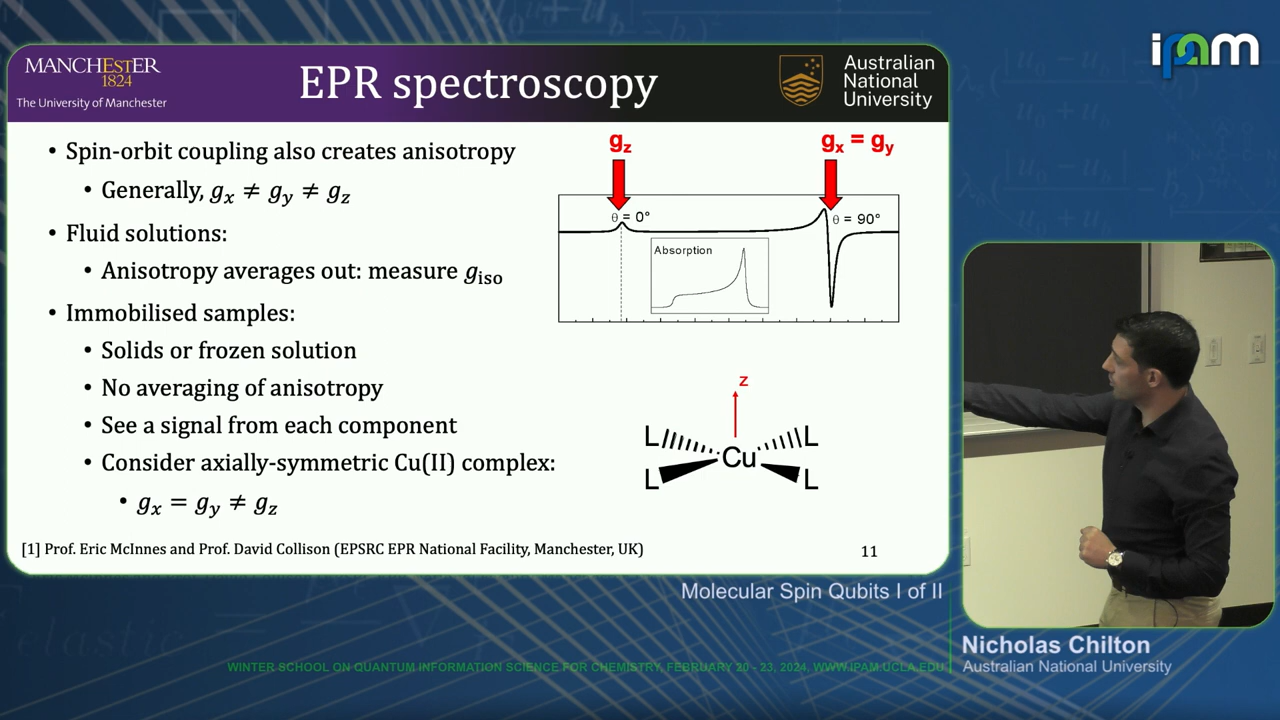 ipam
MANCHESTER
1824
The University of Manchester
EPR spectroscopy
Australian
National
University
• Spin-orbit coupling also creates anisotropy
• Generally, gx ≠ gy ≠ gz
• Fluid solutions:
• Anisotropy averages out: measure giso
• Immobilised samples:
• Solids or frozen solution
• No averaging of anisotropy
• See a signal from each component
• Consider axially-symmetric Cu(II) complex:
• gx = gy ≠ gz
gz
gx = gy
θ = 0°
θ = 90°
Absorption
z
L L
Cu
L L
[1] Prof. Eric McInnes and Prof. David Collison (EPSRC EPR National Facility, Manchester, UK)
11
Molecular Spin Qubits I of II
Nicholas Chilton
Australian National University
WINTER SCHOOL ON QUANTUM INFORMATION SCIENCE FOR CHEMISTRY, FEBRUARY 20 - 23, 2024, WWW.IPAM.UCLA.EDU
elastic